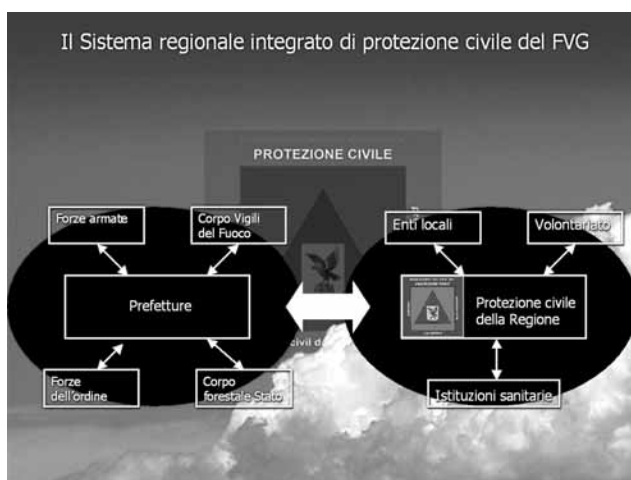 Il Sistema regionale integrato di protezione civile del FVG
PROTEZIONE CIVILE
Forze armate
Corpo Vigili
del Fuoco
Enti locali
Volontariato
Prefetture
Protezione civile
della Regione
civil d
Forze
dell'ordine
Corpo
forestale Stato
Istituzioni sanitarie